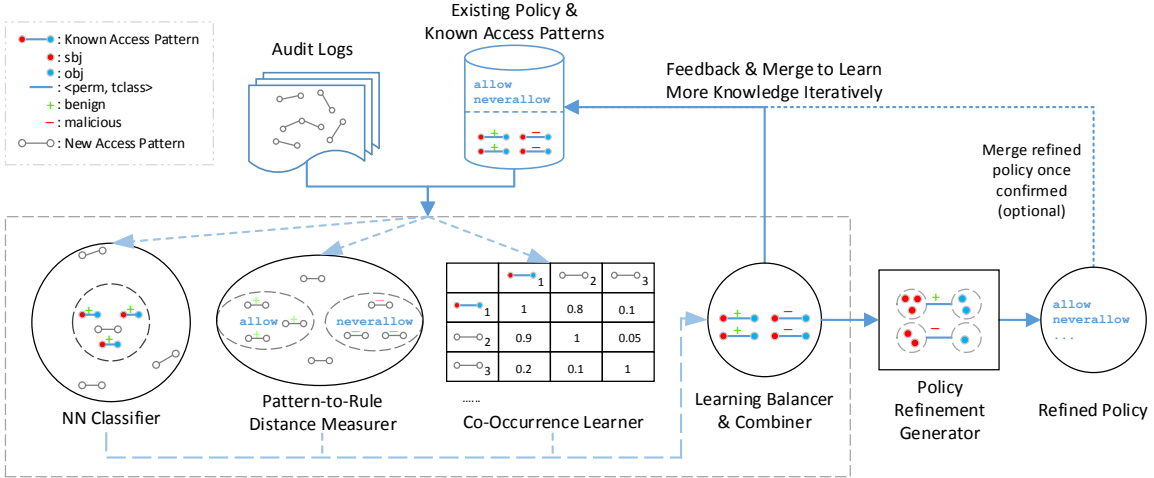 : Known Access Pattern
: sbj
: obj
: <perm, tclass>
+ : benign
− : malicious
: New Access Pattern
Audit Logs
Existing Policy &
Known Access Patterns
allow
neverallow
+ −
+ −
Feedback & Merge to Learn
More Knowledge Iteratively
Merge refined
policy once
confirmed
(optional)
+
+ +
+
NN Classifier
+ −
allow + neverallow
+ − −
Pattern-to-Rule
Distance Measurer
1 2 3
1 1 0.8 0.1
2 0.9 1 0.05
3 0.2 0.1 1
......
Co-Occurrence Learner
+ −
+ −
Learning Balancer
& Combiner
+
−
Policy
Refinement
Generator
allow
neverallow
...
Refined Policy